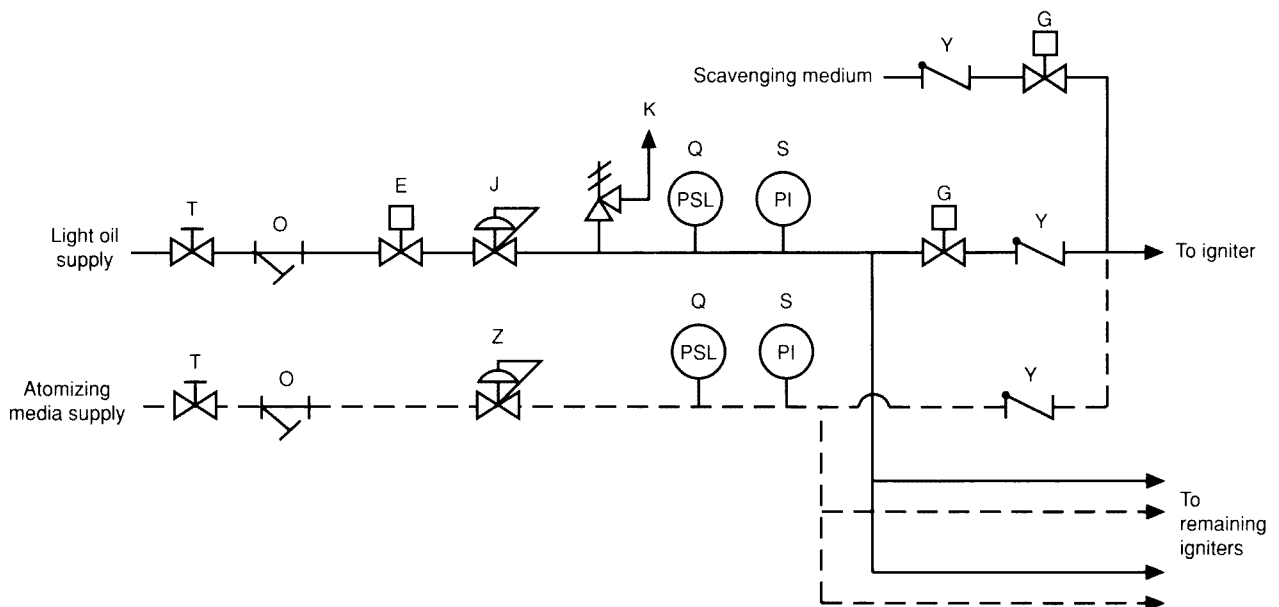 G
Y
Scavenging medium
K
Q
S
PSL
PI
G
Y
E
J
T
O
Light oil
supply
To igniter
Q
S
PSL
PI
Z
T
O
Y
Atomizing
media supply
To
remaining
igniters